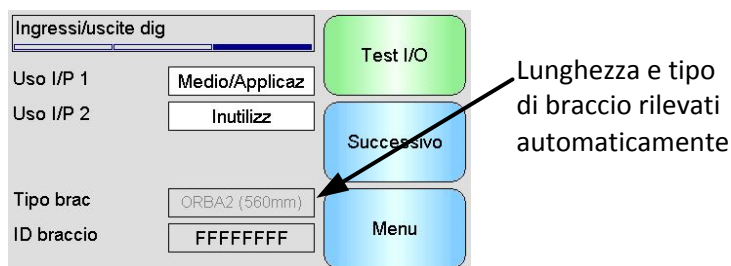 Ingressi/uscite dig
Test I/O
Uso I/P 1
Medio/Applicaz
Uso I/P 2
Inutilizz
Successivo
Tipo brac
ORBA2 (560mm)
ID braccio
FFFFFFFF
Menu
Lunghezza e tipo
di braccio rilevati
automaticamente